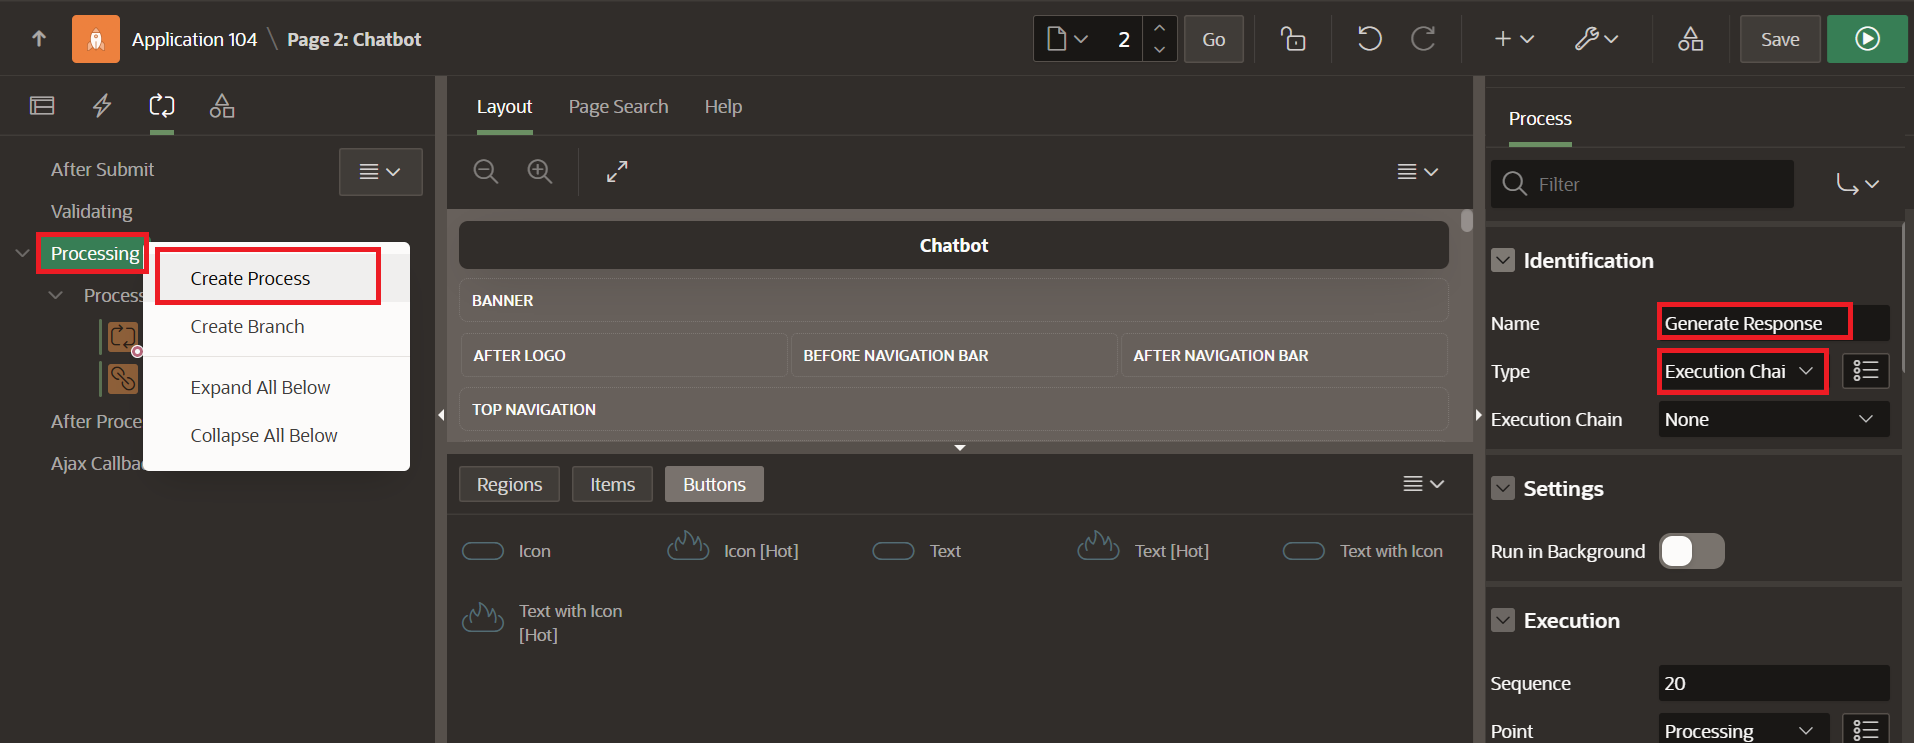 Application 104 \ Page 2: Chatbot
2
Go
Save
After Submit
Validating
Processing
Process
After Proce
Ajax Callba
Create Process
Create Branch
Expand All Below
Collapse All Below
Layout Page Search Help
Chatbot
BANNER
AFTER LOGO
BEFORE NAVIGATION BAR
AFTER NAVIGATION BAR
TOP NAVIGATION
Regions Items Buttons
Icon
Icon [Hot]
Text
Text [Hot]
Text with Icon
Text with Icon
[Hot]
Process
Filter
Identification
Name Generate Response
Type Execution Chai
Execution Chain None
Settings
Run in Background
Execution
Sequence 20
Point Processing